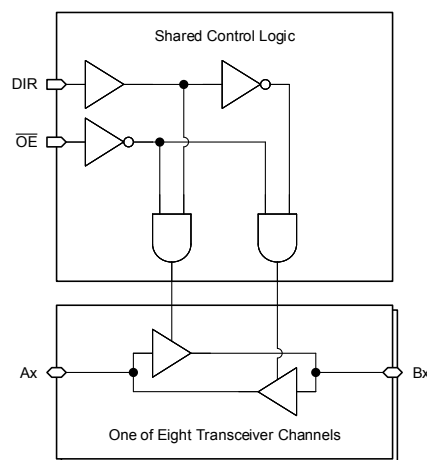 Shared Control Logic
DIR
OE
Ax
Bx
One of Eight Transceiver Channels